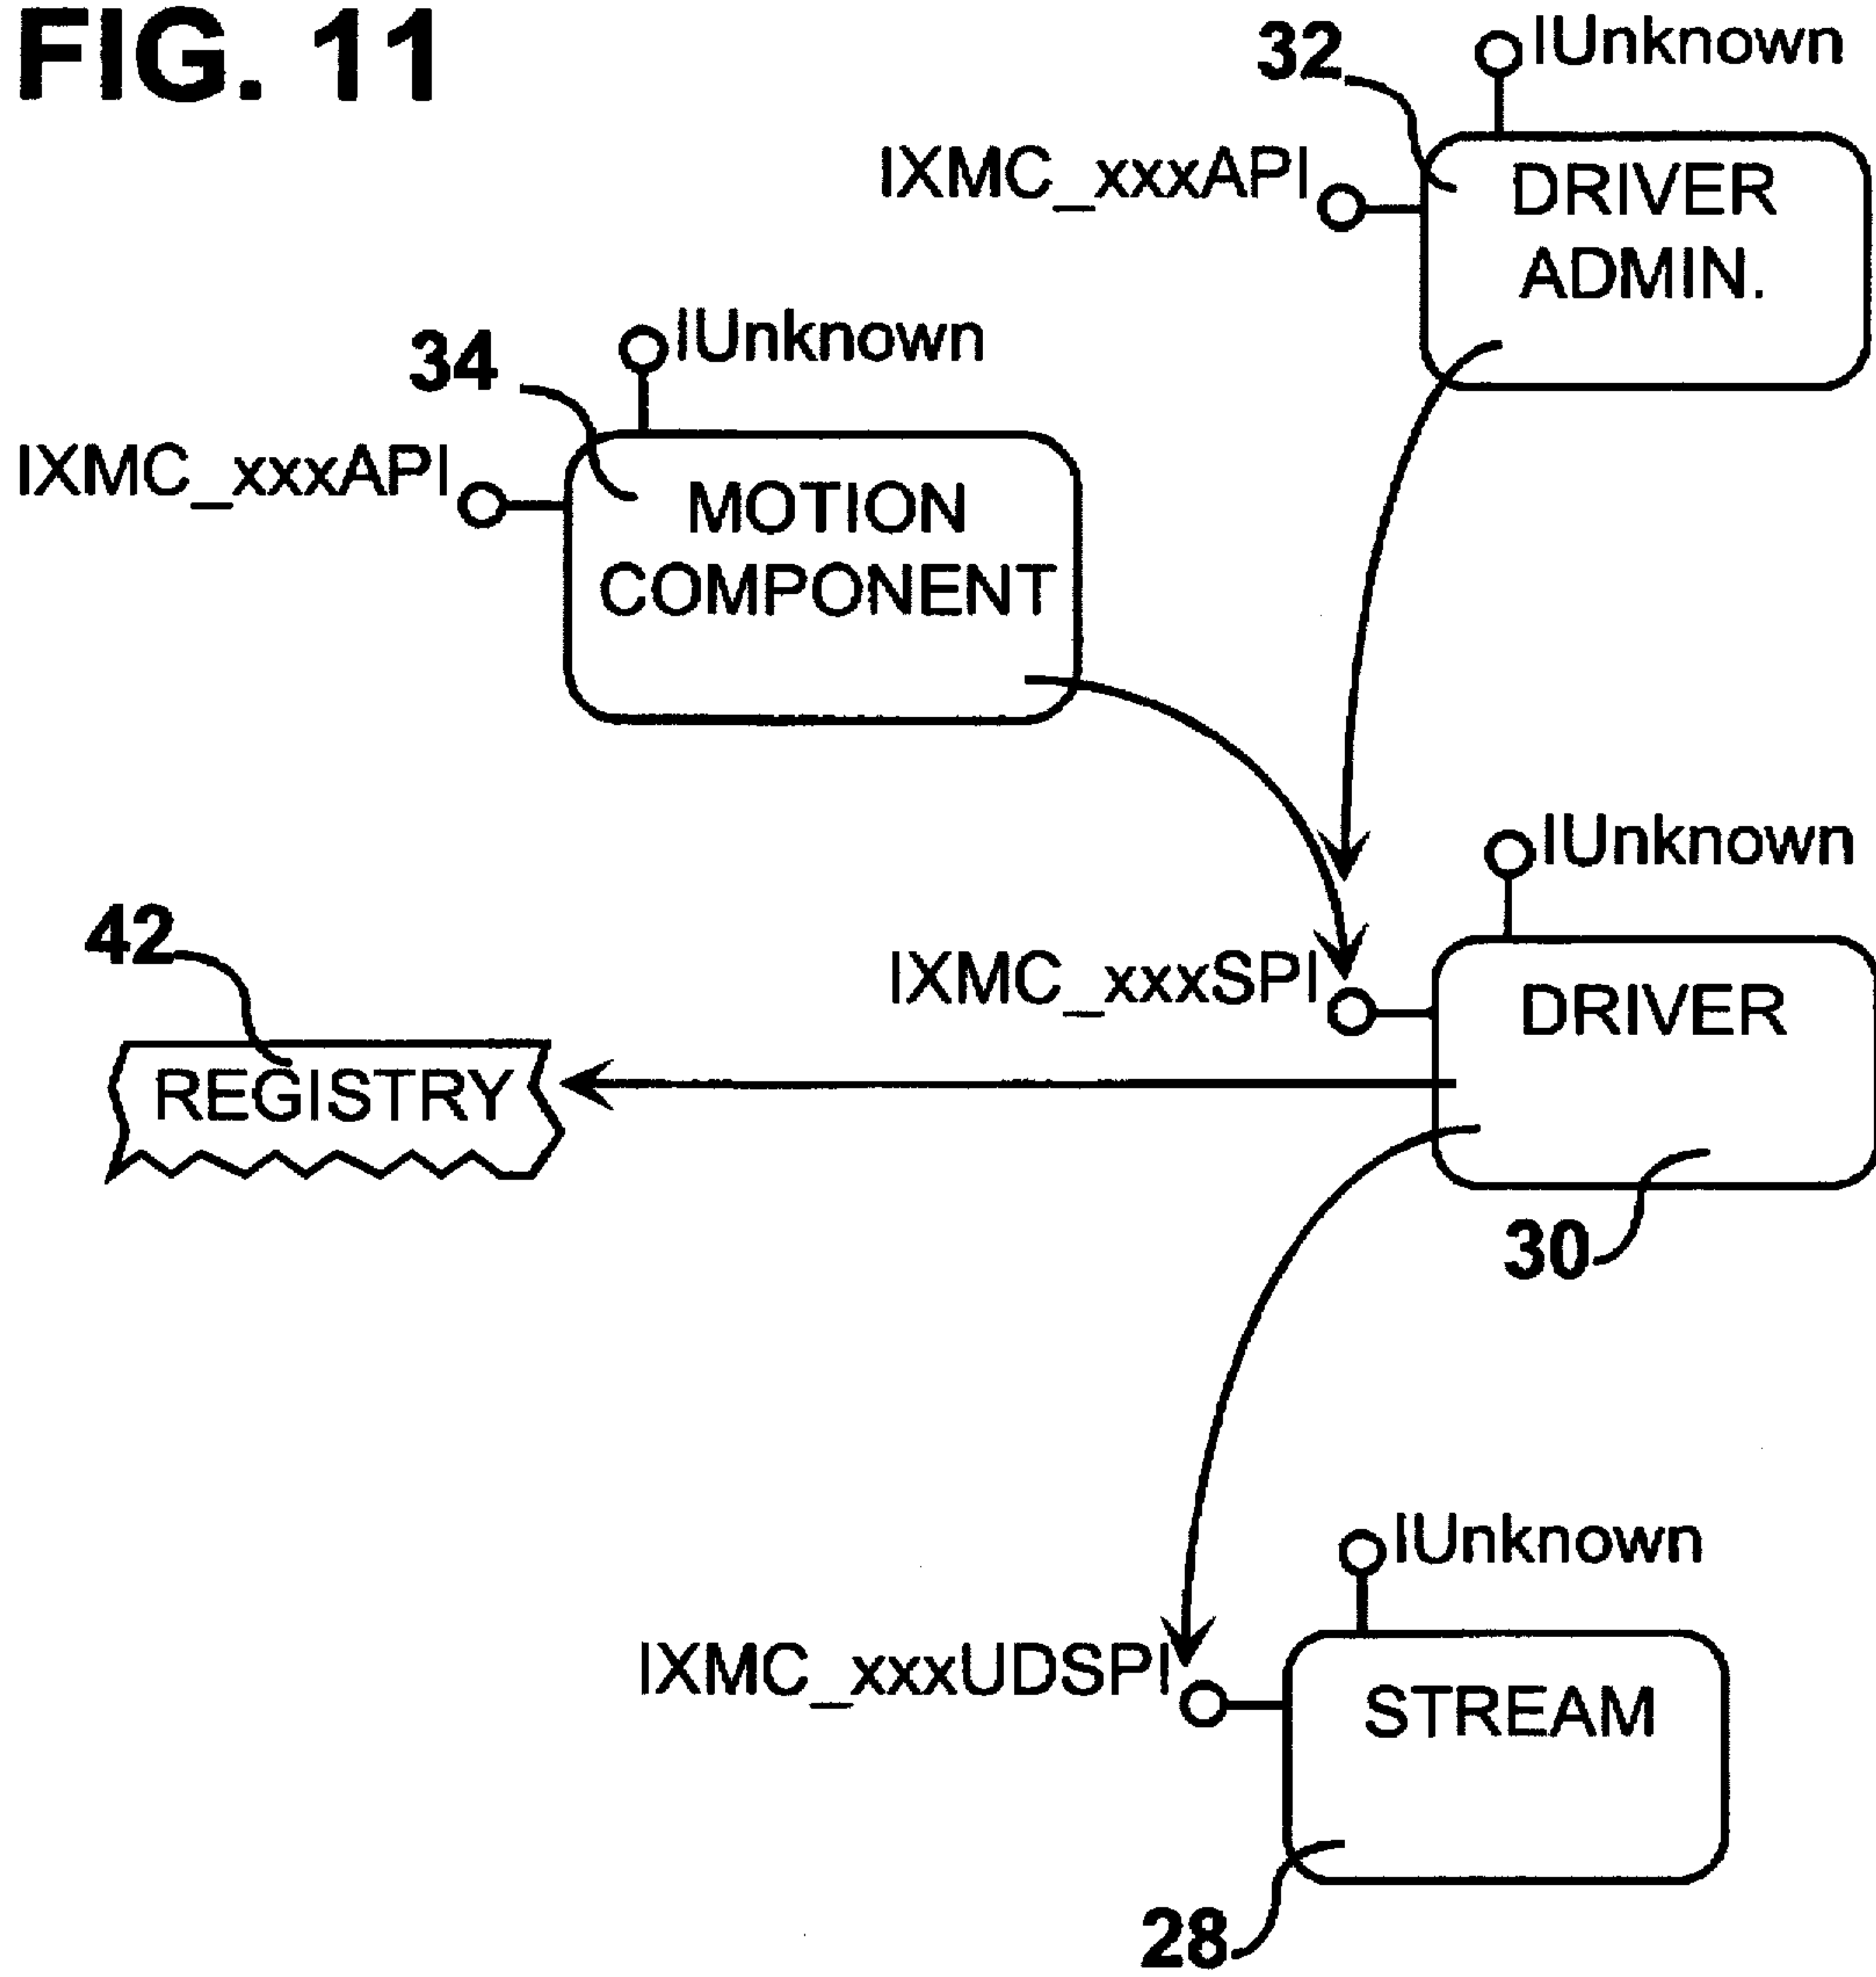 FIG. 11
32
IUnknown
IXMC_xxxAPI
DRIVER
ADMIN.
34
IUnknown
IXMC_xxxAPI
MOTION
COMPONENT
IUnknown
42
IXMC_xxxSPI
DRIVER
REGISTRY
30
IUnknown
IXMC_xxxUDSPI
STREAM
28